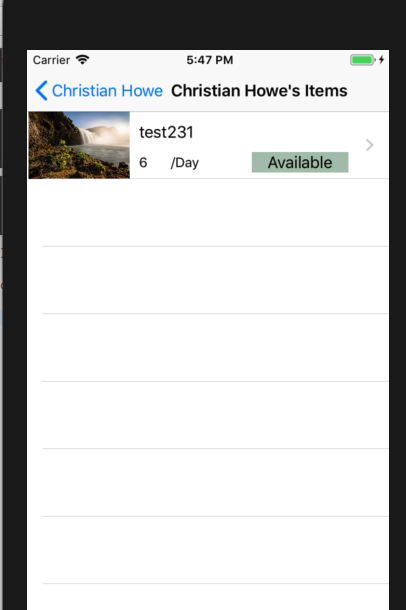 Carrier 5:47 PM
Christian Howe Christian Howe's Items
test231
6 /Day Available